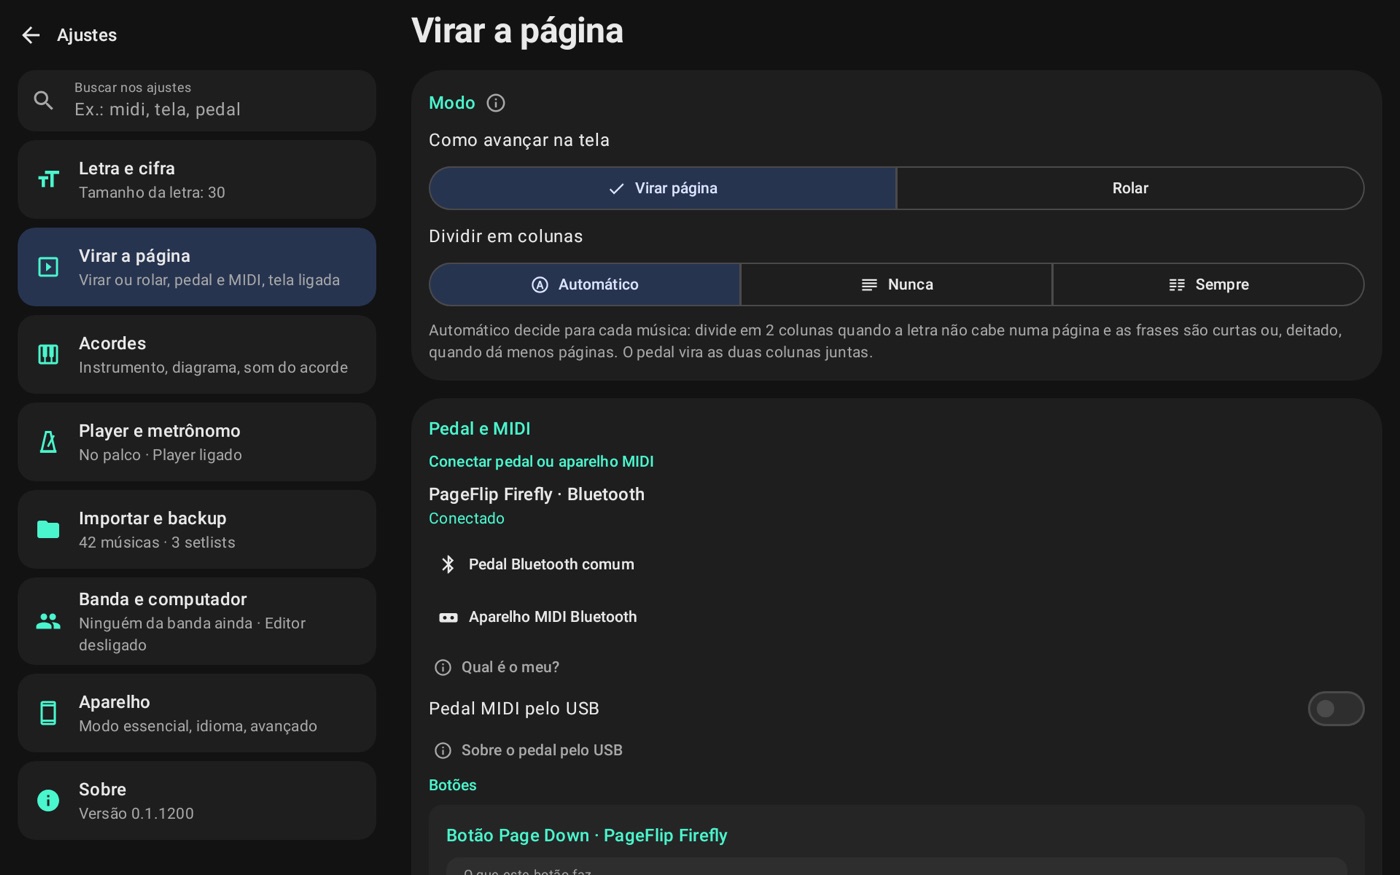 Ajustes
Buscar nos ajustes
Ex.: midi, tela, pedal
Letra e cifra
Tamanho da letra: 30
Virar a página
Virar ou rolar, pedal e MIDI, tela ligada
Acordes
Instrumento, diagrama, som do acorde
Player e metrônomo
No palco · Player ligado
Importar e backup
42 músicas · 3 setlists
Banda e computador
Ninguém da banda ainda · Editor
desligado
Aparelho
Modo essencial, idioma, avançado
Sobre
Versão 0.1.1200
Virar a página
Modo
Como avançar na tela
Virar página
Rolar
Dividir em colunas
Automático
Nunca
Sempre
Automático decide para cada música: divide em 2 colunas quando a letra não cabe numa página e as frases são curtas ou, deitado,
quando dá menos páginas. O pedal vira as duas colunas juntas.
Pedal e MIDI
Conectar pedal ou aparelho MIDI
PageFlip Firefly · Bluetooth
Conectado
Pedal Bluetooth comum
Aparelho MIDI Bluetooth
Qual é o meu?
Pedal MIDI pelo USB
Sobre o pedal pelo USB
Botões
Botão Page Down · PageFlip Firefly
O que este botão faz